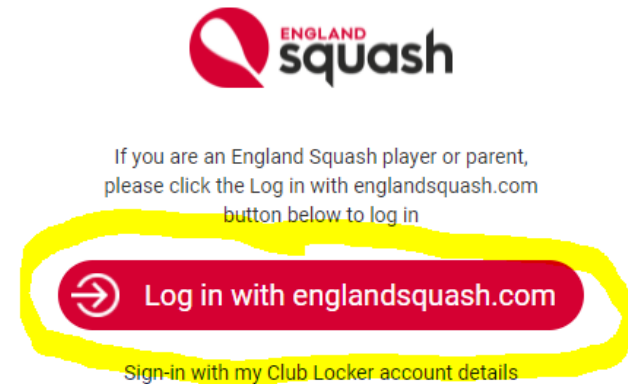 ENGLAND
squash
If you are an England Squash player or parent,
please click the Log in with englandsquash.com
button below to log in
Log in with englandsquash.com
Sign-in with my Club Locker account details